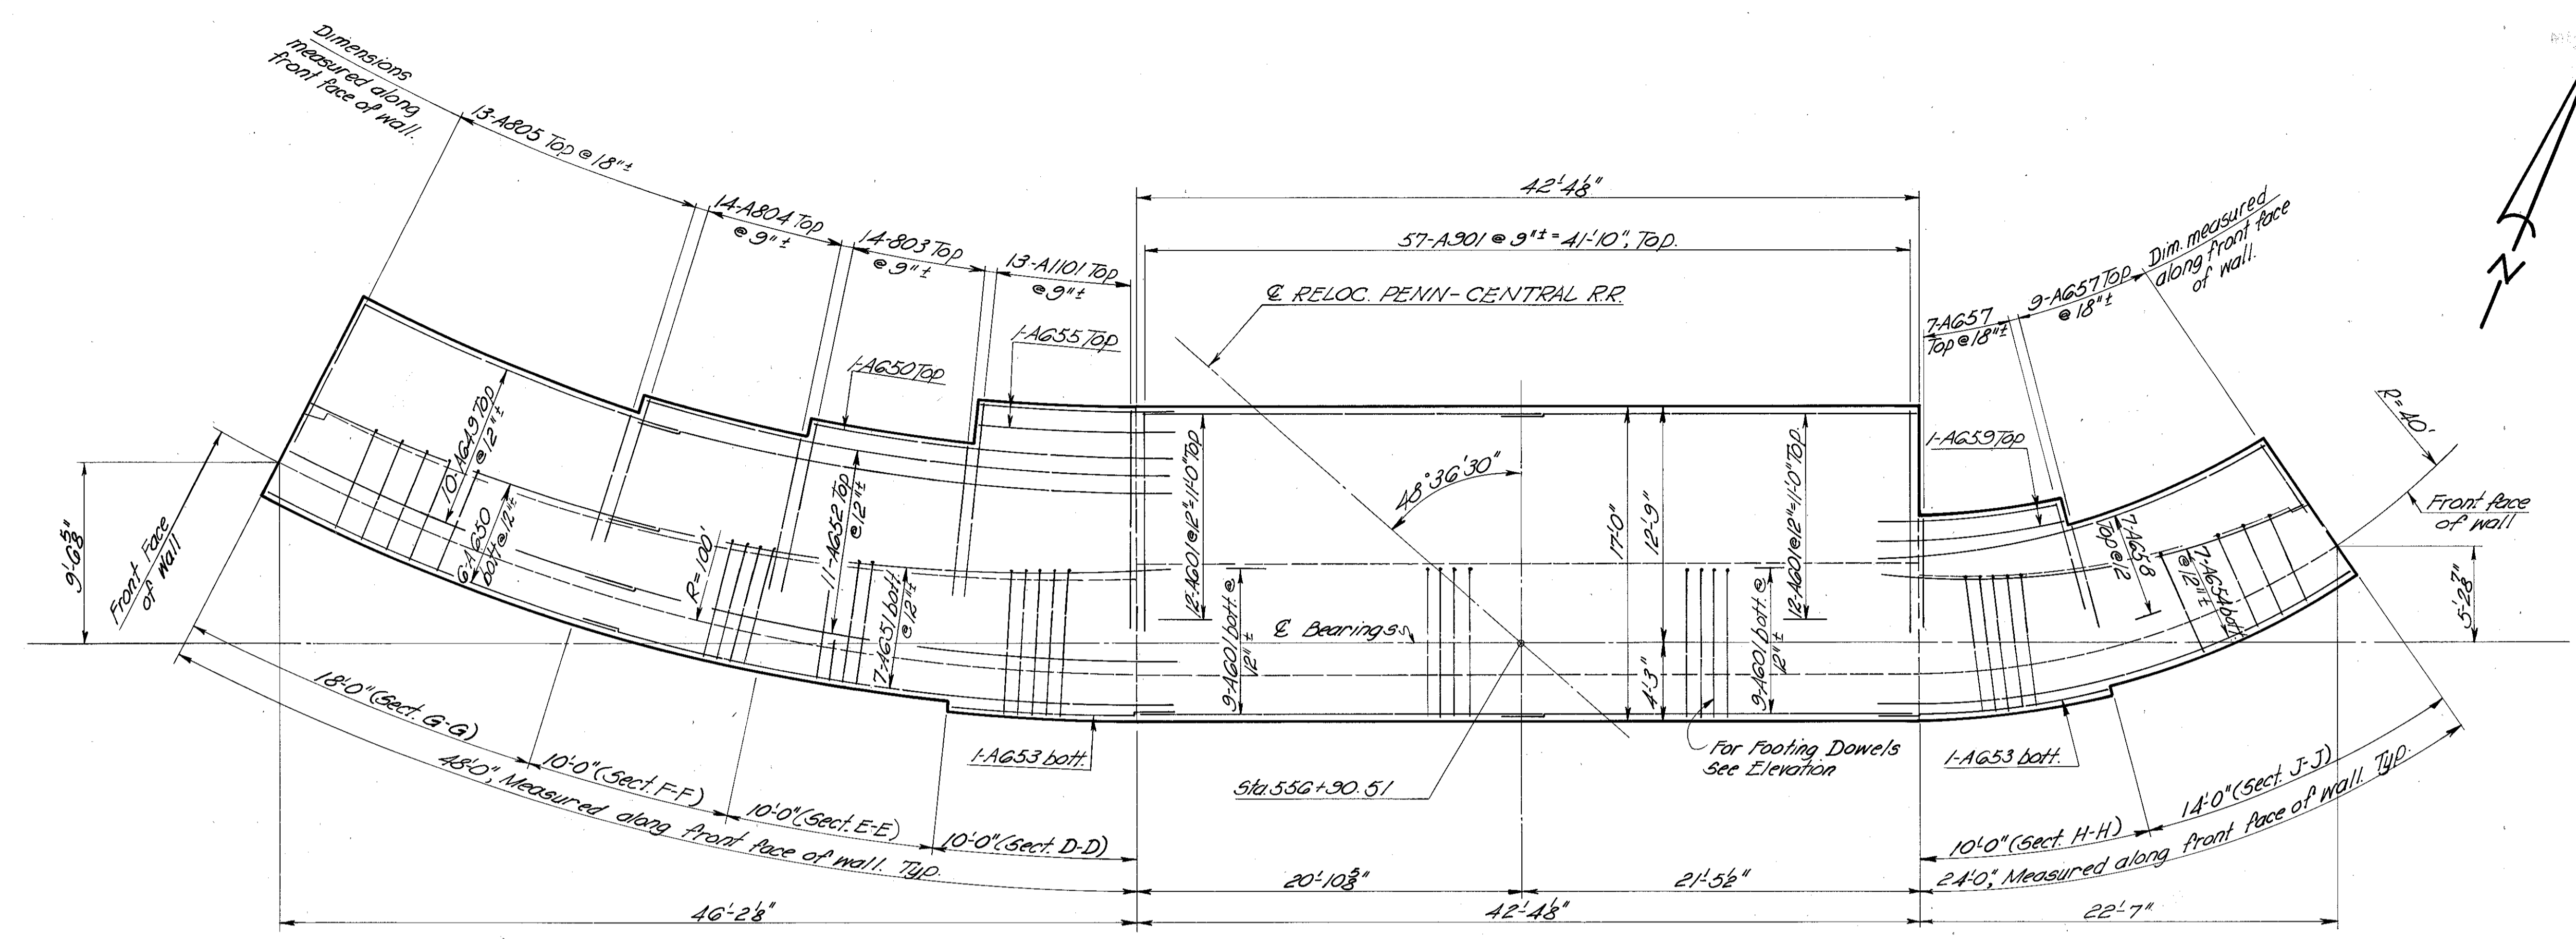 Dimensions
measured along
front face of wall.
13-A805 Top @ 18"±
14-A804 Top
@ 9"±
14-803 Top
@ 9"±
13-A1101 Top
@ 9"±
1-A655 Top
1-A650 Top
42'-4⅛"
57-A901 @ 9"± = 41'-10", Top.
℄ RELOC. PENN-CENTRAL R.R.
7-A657
Top @ 18"±
9-A657 Top
@ 18"±
Dim. measured
along front face
of wall.
N
R=40'
1-A659 Top
Front face
of wall
10-A649 Top
@ 12"±
6-A650
bott @ 12"±
9'-6⅝"
Front Face
of Wall
R=100'
11-A652 Top
@ 12"±
7-A651 bott.
@ 12"±
12-A601 @ 12"=11'-0" Top
9-A601 bott. @
12"±
48°36'30"
17'-0"
12'-9"
4'-3"
12-A601 @ 12"=11'-0" Top.
9-A601 bott. @
12"±
℄ Bearings
7-A658
Top @ 12
7-A654 bott.
@ 12"±
5'-2⅞"
18'-0" (Sect. G-G)
10'-0" (Sect. F-F)
10'-0" (Sect. E-E)
10'-0" (Sect. D-D)
48'-0", Measured along front face of wall. Typ.
1-A653 bott.
Sta. 556+90.51
For Footing Dowels
see Elevation
1-A653 bott.
10'-0" (Sect. H-H)
14'-0" (Sect. J-J)
24'-0", Measured along front face of wall. Typ.
20'-10⅝"
21'-5½"
46'-2⅛"
42'-4⅛"
22'-7"